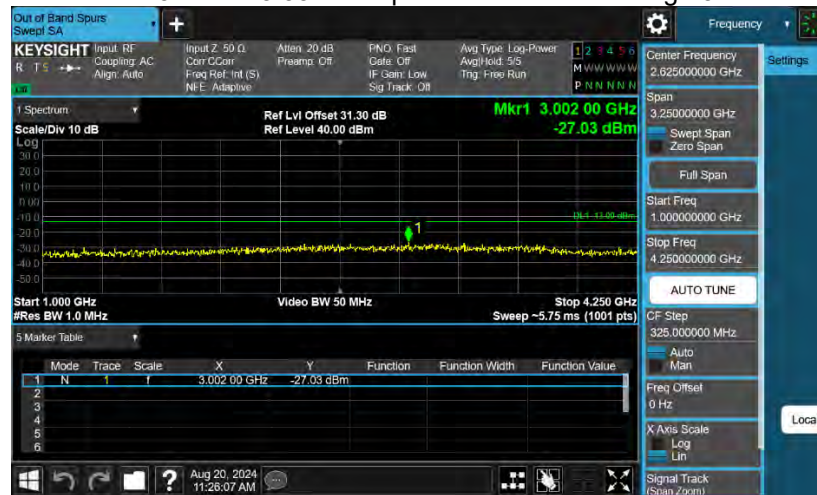 Out of Band Spurs
Swept SA
Frequency
KEYSIGHT
R T S
Input: RF
Coupling: AC
Align: Auto
Input Z: 50 Ω
Corr CCorr
Freq Ref: Int (S)
NFE: Adaptive
Atten: 20 dB
Preamp: Off
PNO: Fast
Gate: Off
IF Gain: Low
Sig Track: Off
Avg Type: Log-Power
Avg|Hold: 5/5
Trig: Free Run
1 2 3 4 5 6
M W W W W W
P N N N N N
Settings
Center Frequency
2.625000000 GHz
Span
3.25000000 GHz
Swept Span
Zero Span
Full Span
Start Freq
1.000000000 GHz
Stop Freq
4.250000000 GHz
AUTO TUNE
CF Step
325.000000 MHz
Auto
Man
Freq Offset
0 Hz
X Axis Scale
Log
Lin
Signal Track
(Span Zoom)
Loca
1 Spectrum
Scale/Div 10 dB
Ref Lvl Offset 31.30 dB
Ref Level 40.00 dBm
Mkr1 3.002 00 GHz
-27.03 dBm
Log
30.0
20.0
10.0
0.00
-10.0
-20.0
-30.0
-40.0
-50.0
DL1 -13.00 dBm
1
Start 1.000 GHz
#Res BW 1.0 MHz
Video BW 50 MHz
Stop 4.250 GHz
Sweep ~5.75 ms (1001 pts)
5 Marker Table
Mode Trace Scale X Y Function Function Width Function Value
1 N 1 f 3.002 00 GHz -27.03 dBm
2
3
4
5
6
?
Aug 20, 2024
11:26:07 AM